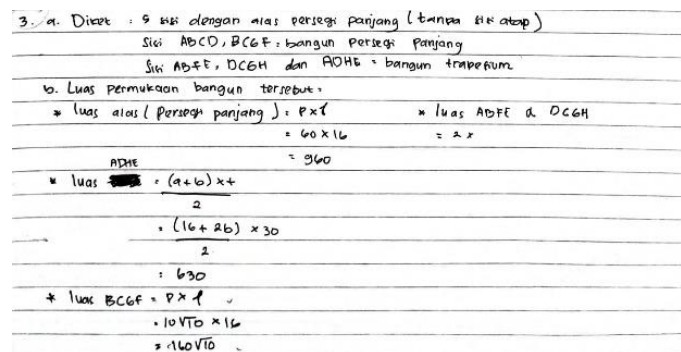 3. a. Diket : 5 sisi dengan alas persegi panjang (tanpa sisi atap)
Sisi ABCD, BCGF : bangun persegi panjang
Sisi ABFE, DCGH dan ADHE = bangun trapesium
b. Luas permukaan bangun tersebut :
* luas alas (Persegi panjang) = p x l
= 60 x 16
= 960
* luas ABFE & DCGH
= 2 x
* luas ADHE = (a+b) x t
2
= (16 + 26) x 30
2
= 630
* luas BCGF = p x l
= 10√10 x 16
= 160√10